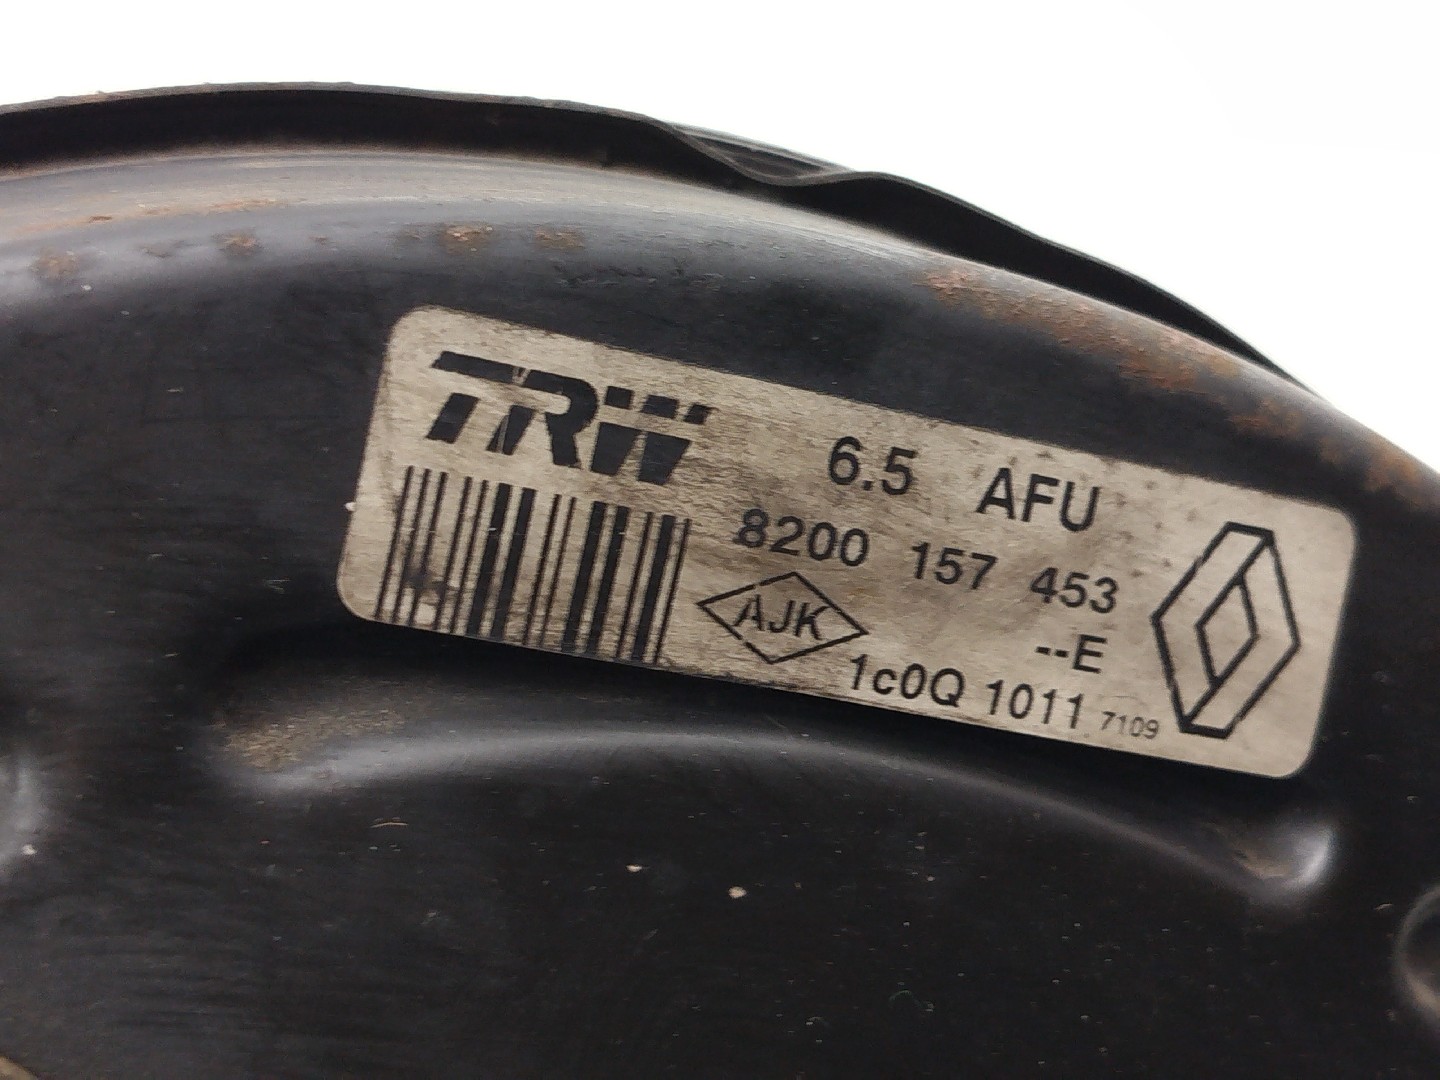 TRW
6.5 AFU
8200 157 453
AJK
--E
1c0Q 1011 7109